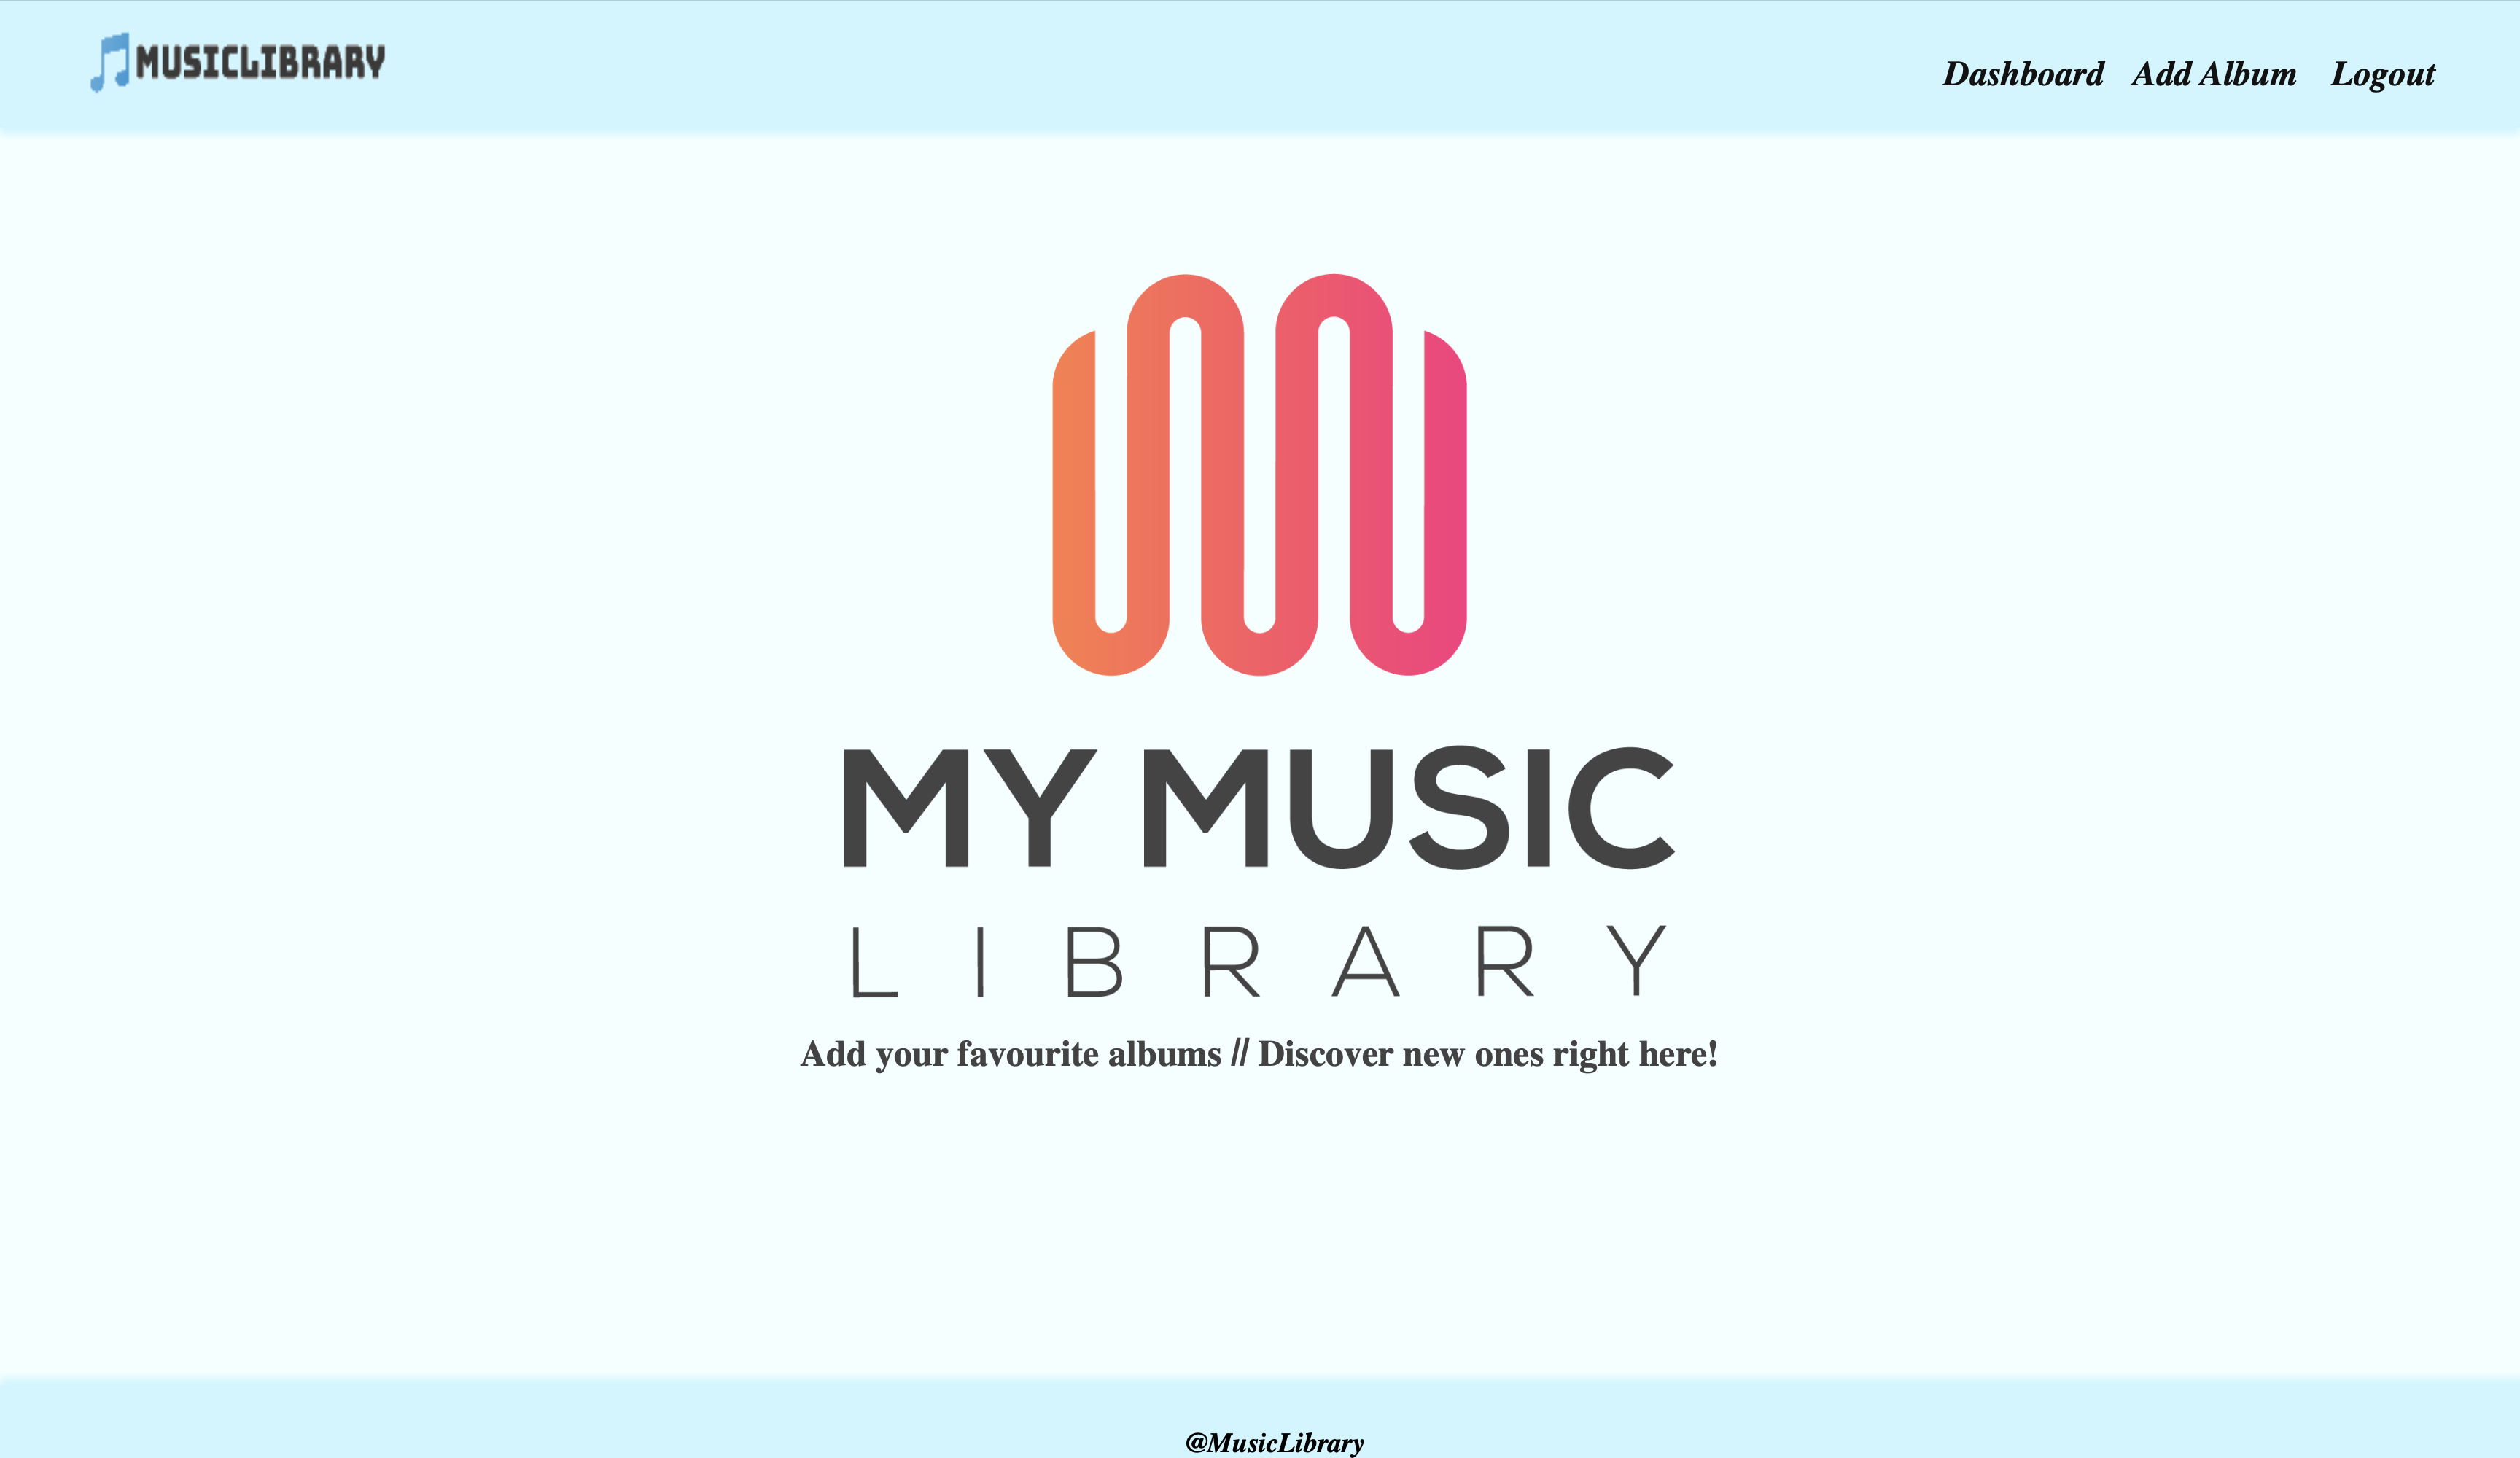 MUSICLIBRARY
Dashboard Add Album Logout
MY MUSIC
LIBRARY
Add your favourite albums // Discover new ones right here!
@MusicLibrary